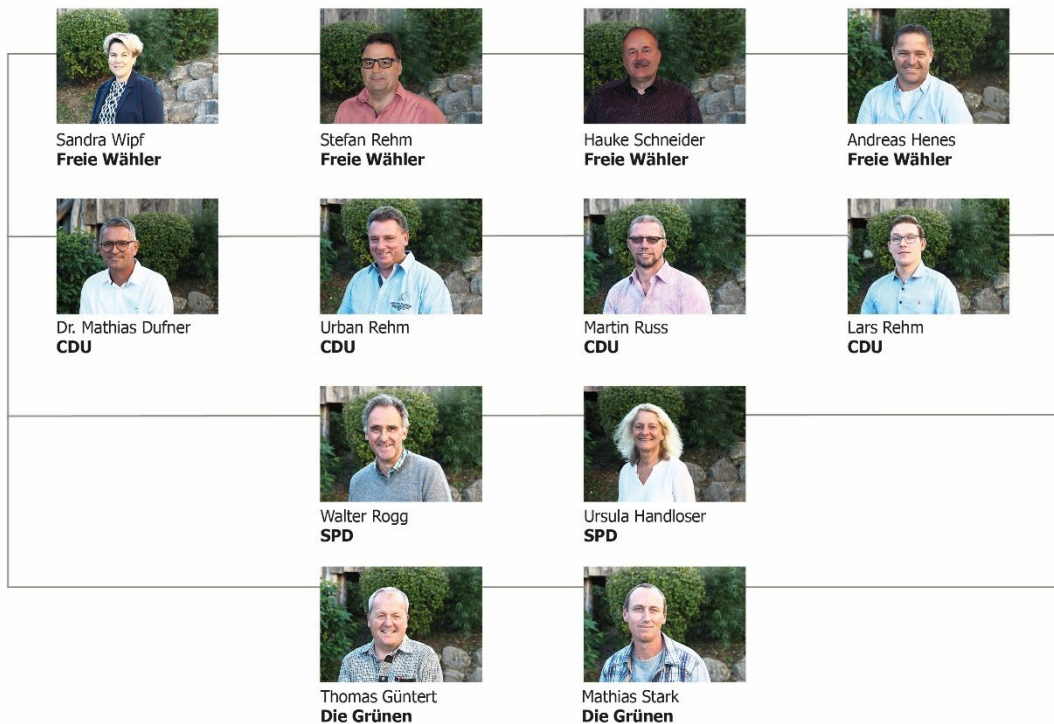 Sandra Wipf
Freie Wähler
Stefan Rehm
Freie Wähler
Hauke Schneider
Freie Wähler
Andreas Henes
Freie Wähler
Dr. Mathias Dufner
CDU
Urban Rehm
CDU
Martin Russ
CDU
Lars Rehm
CDU
Walter Rogg
SPD
Ursula Handloser
SPD
Thomas Güntert
Die Grünen
Mathias Stark
Die Grünen